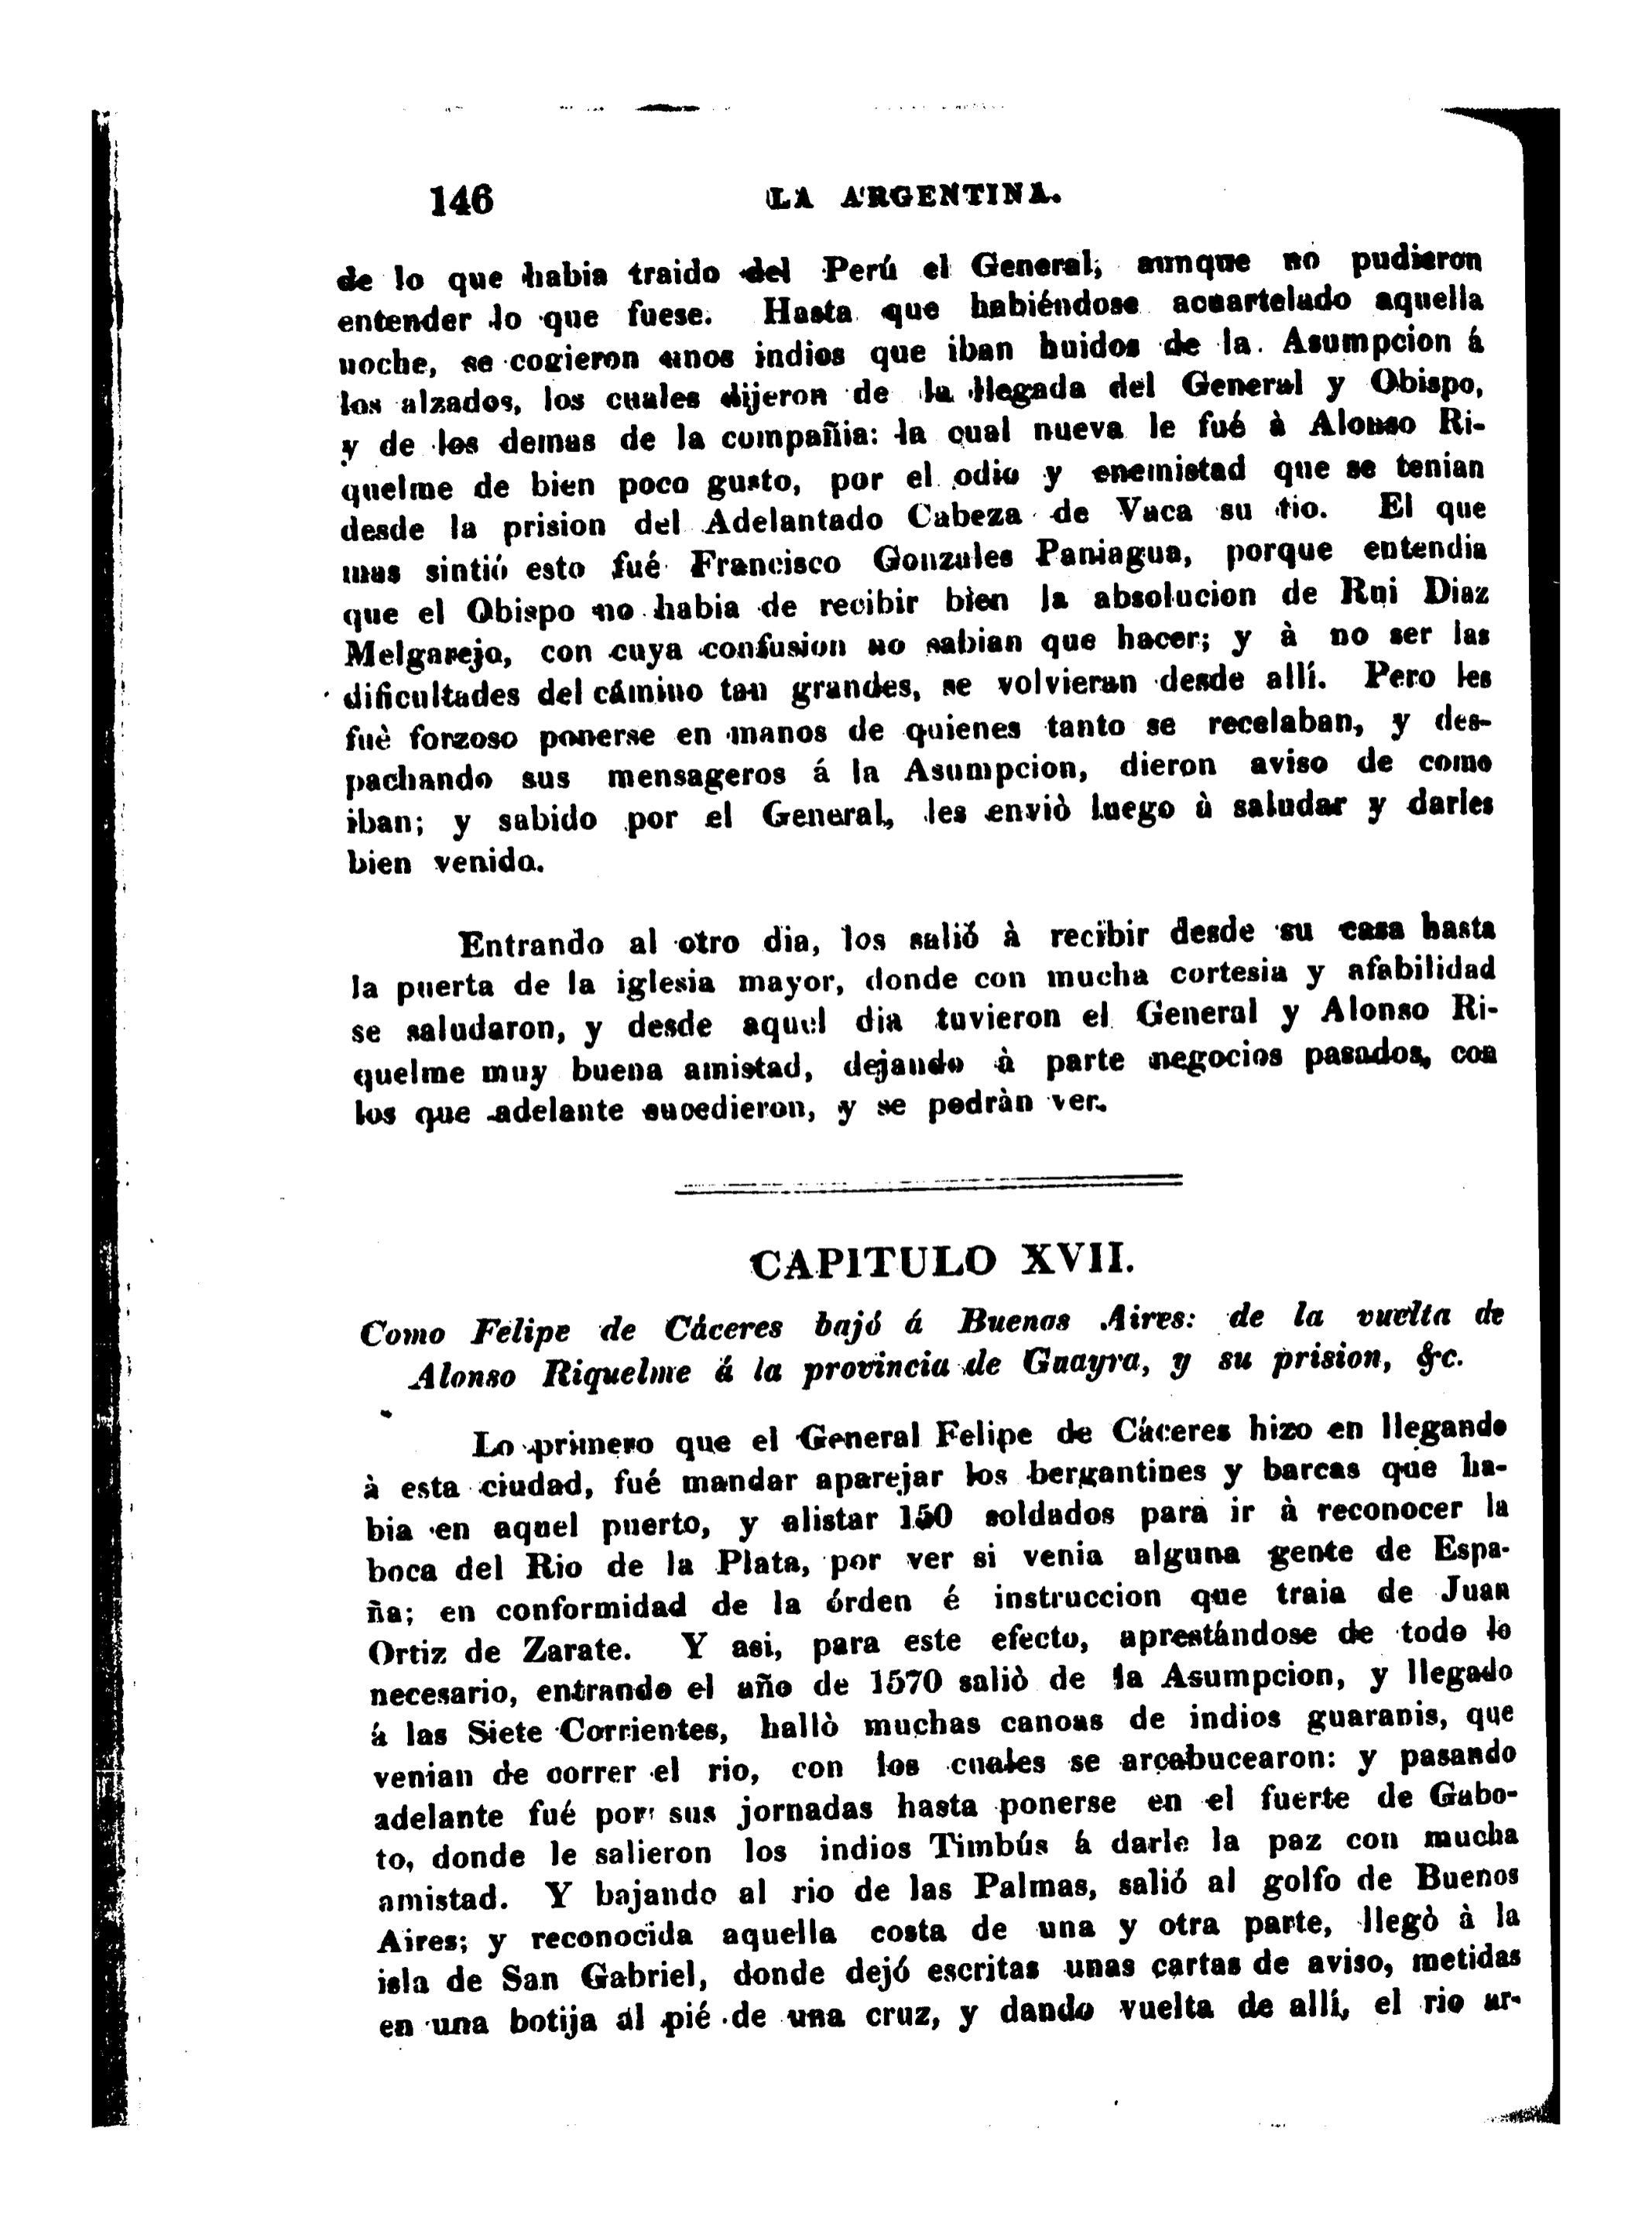 146 LA ARGENTINA.
de lo que habia traido del Perú el General, aunque no pudieron
entender lo que fuese. Hasta que habiéndose acuartelado aquella
noche, se cogieron unos indios que iban huidos de la Asumpcion á
los alzados, los cuales dijeron de la llegada del General y Obispo,
y de los demas de la compañia: la cual nueva le fué à Alonso Ri-
quelme de bien poco gusto, por el odio y enemistad que se tenian
desde la prision del Adelantado Cabeza de Vaca su tio. El que
mas sintió esto fué Francisco Gonzales Paniagua, porque entendia
que el Obispo no habia de recibir bien la absolucion de Rui Diaz
Melgarejo, con cuya confusion no sabian que hacer; y à no ser las
dificultades del cámino tan grandes, se volvieran desde allí. Pero les
fuè forzoso ponerse en manos de quienes tanto se recelaban, y des-
pachando sus mensageros á la Asumpcion, dieron aviso de como
iban; y sabido por el General, les enviò luego à saludar y darles
bien venida.
Entrando al otro dia, los salió à recibir desde su casa hasta
la puerta de la iglesia mayor, donde con mucha cortesia y afabilidad
se saludaron, y desde aquel dia tuvieron el General y Alonso Ri-
quelme muy buena amistad, dejando à parte negocios pasados, con
los que adelante sucedieron, y se podràn ver.
CAPITULO XVII.
Como Felipe de Cáceres bajó á Buenos Aires: de la vuelta de
Alonso Riquelme á la provincia de Guayra, y su prision, &c.
Lo primero que el General Felipe de Cáceres hizo en llegando
à esta ciudad, fué mandar aparejar los bergantines y barcas que ha-
bia en aquel puerto, y alistar 150 soldados para ir à reconocer la
boca del Rio de la Plata, por ver si venia alguna gente de Espa-
ña; en conformidad de la órden é instruccion que traia de Juan
Ortiz de Zarate. Y asi, para este efecto, aprestándose de todo lo
necesario, entrando el año de 1570 saliò de la Asumpcion, y llegado
á las Siete Corrientes, hallò muchas canoas de indios guaranis, que
venian de correr el rio, con los cuales se arcabucearon: y pasando
adelante fué por sus jornadas hasta ponerse en el fuerte de Gabo-
to, donde le salieron los indios Timbús á darle la paz con mucha
amistad. Y bajando al rio de las Palmas, salió al golfo de Buenos
Aires; y reconocida aquella costa de una y otra parte, llegò à la
isla de San Gabriel, donde dejó escritas unas cartas de aviso, metidas
en una botija al pié de una cruz, y dando vuelta de allí, el rio ar-